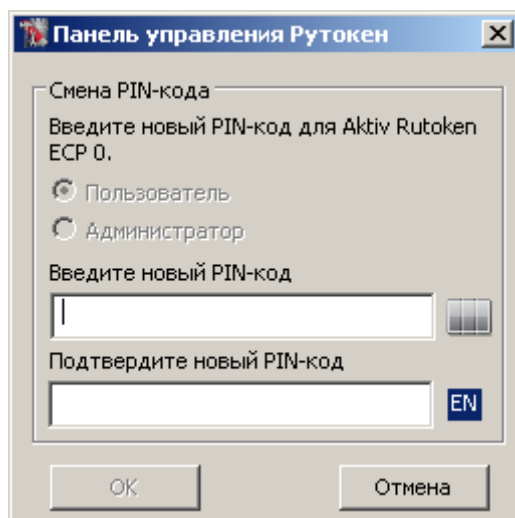 Панель управления Рутокен
Смена PIN-кода
Введите новый PIN-код для Aktiv Rutoken
ECP 0.
Пользователь
Администратор
Введите новый PIN-код
Подтвердите новый PIN-код
EN
OK
Отмена